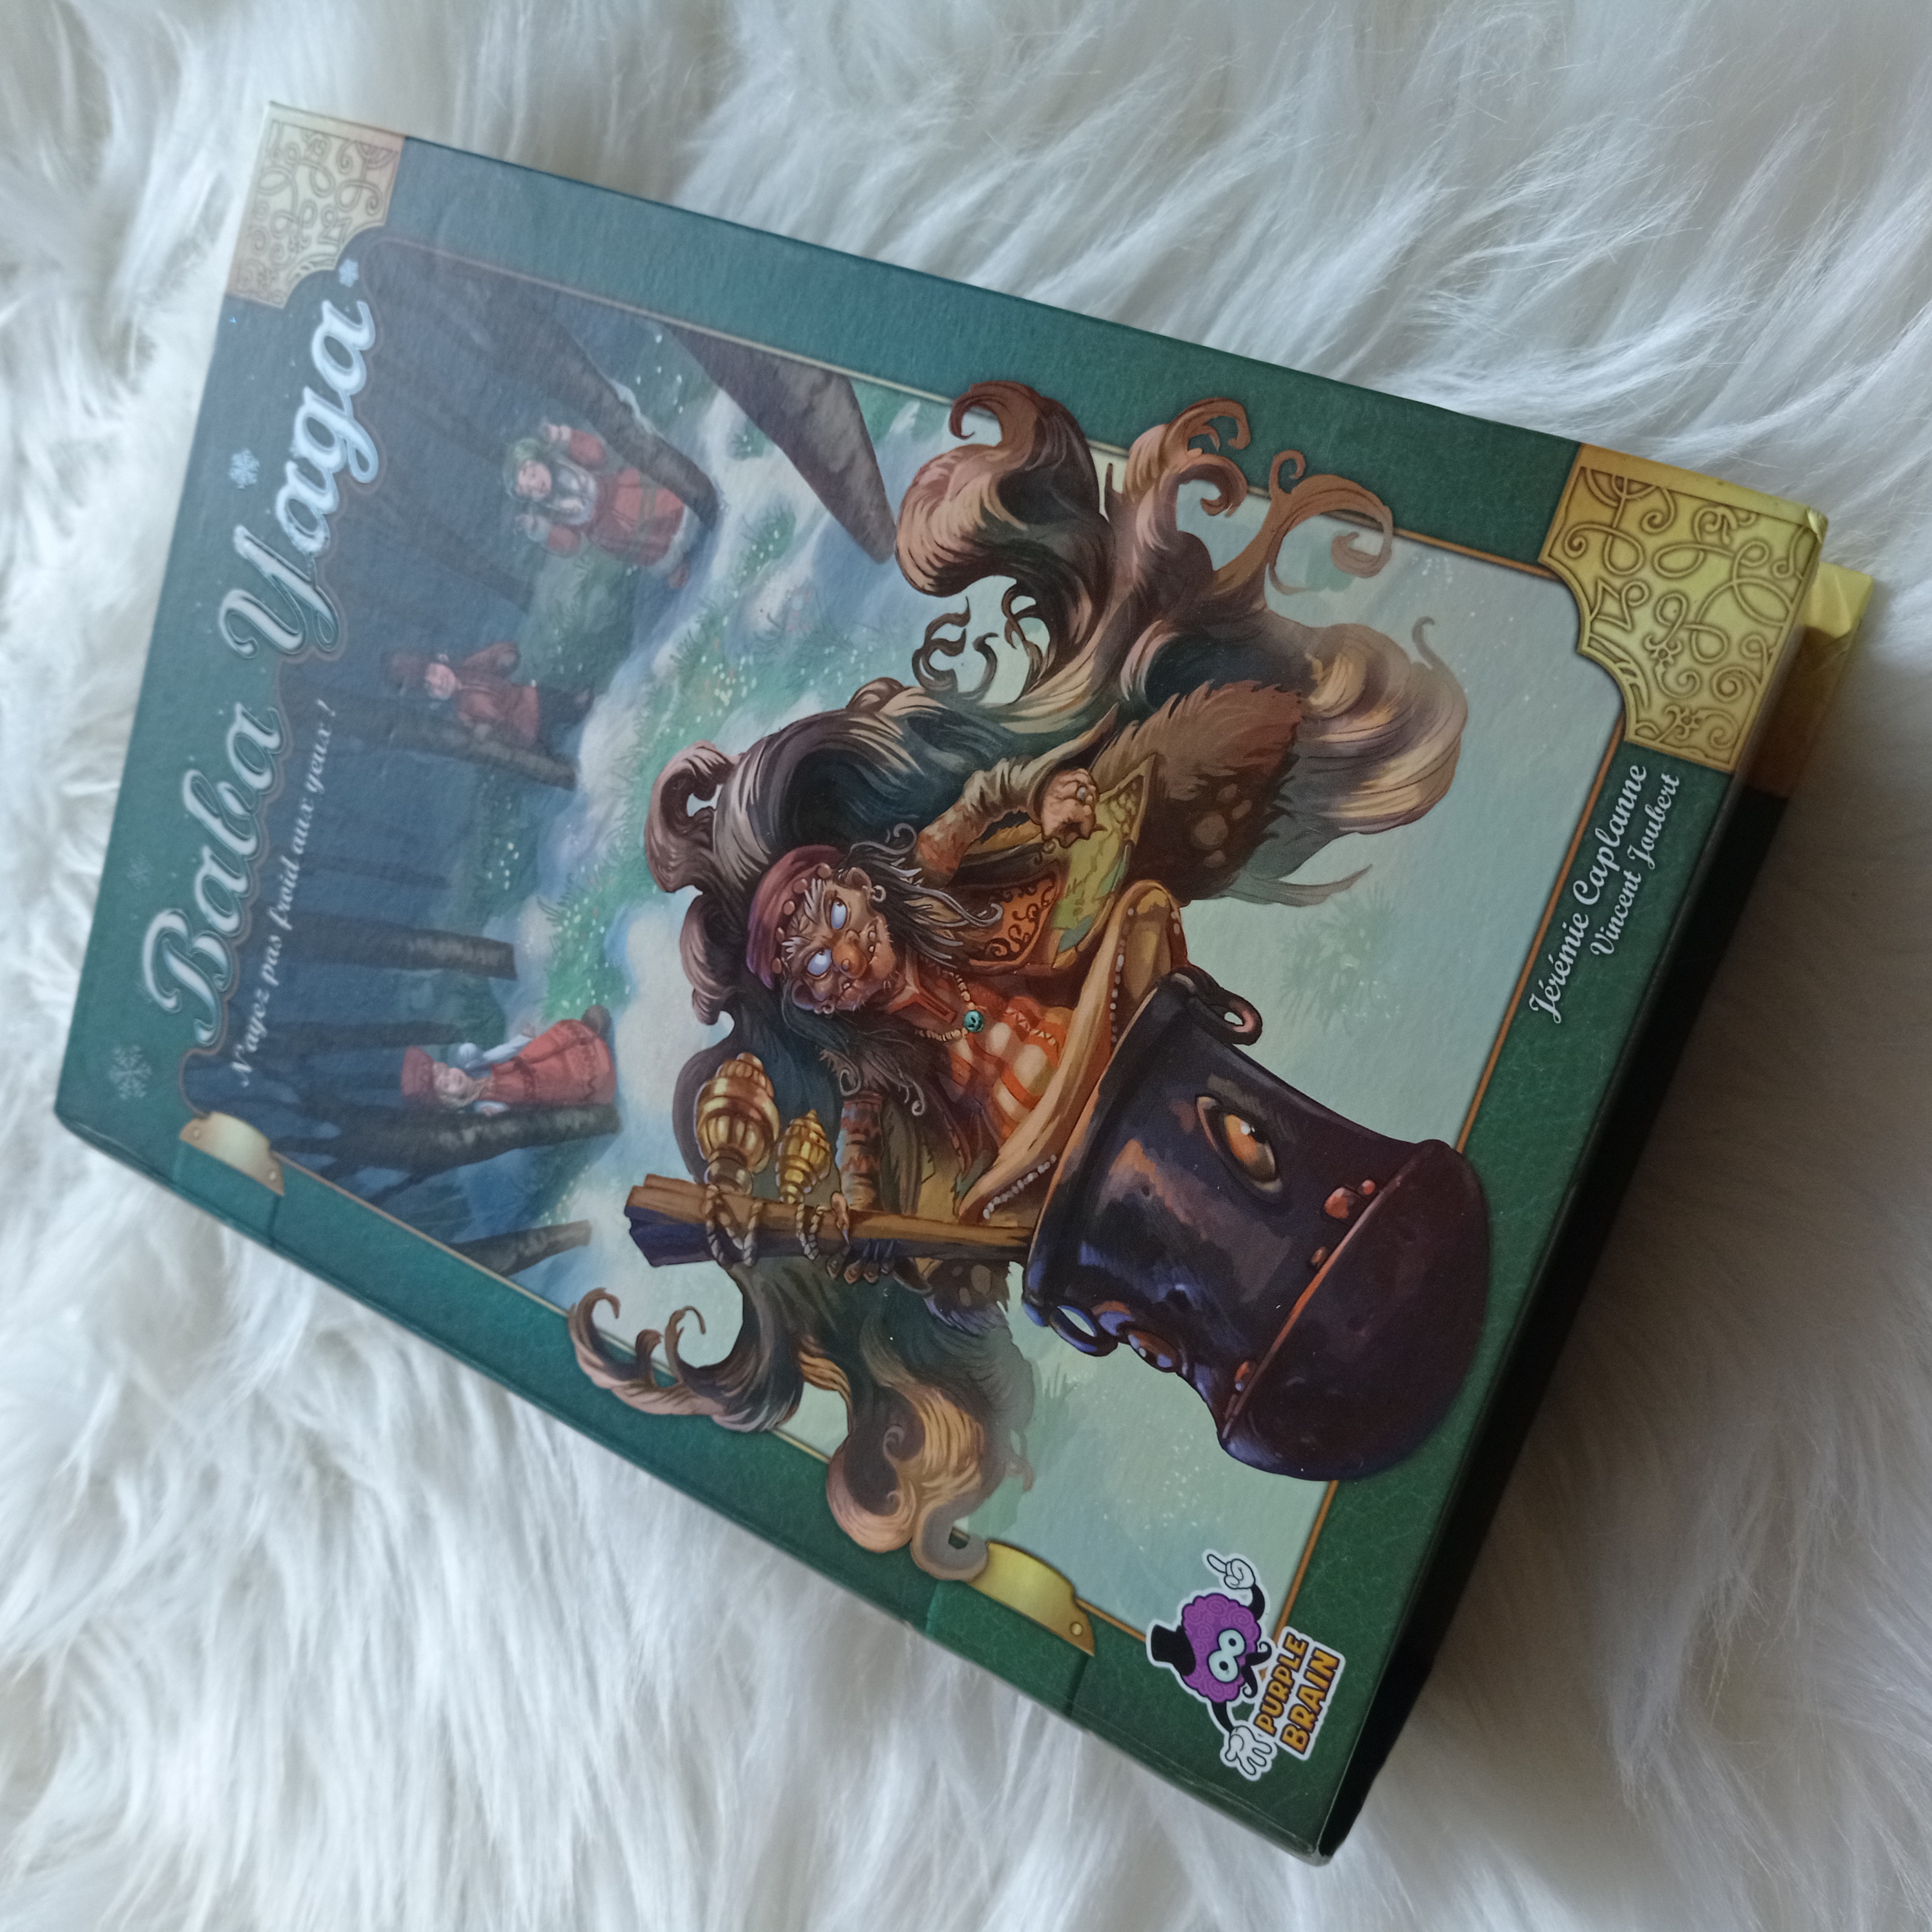 Baba Yaga
N'ayez pas froid aux yeux !
PURPLE
BRAIN
Jérémie Caplanne
Vincent Joubert